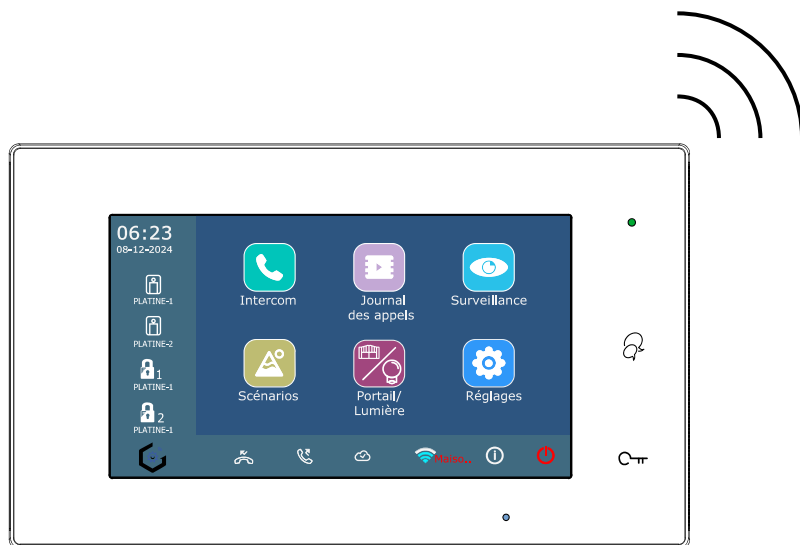 06:23
08-12-2024
PLATINE-1
PLATINE-2
1
PLATINE-1
2
PLATINE-1
Intercom
Journal
des appels
Surveillance
Scénarios
Portail/
Lumière
Réglages
Maiso..